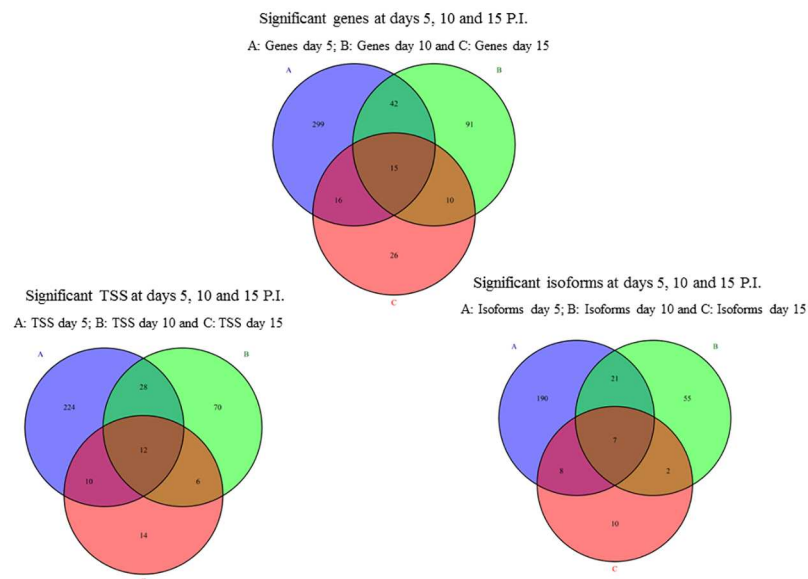 Significant genes at days 5, 10 and 15 P.I.
A: Genes day 5; B: Genes day 10 and C: Genes day 15
A
B
42
299
91
15
16
10
26
C
Significant TSS at days 5, 10 and 15 P.I.
A: TSS day 5; B: TSS day 10 and C: TSS day 15
A
B
28
224
70
12
10
6
14
Significant isoforms at days 5, 10 and 15 P.I.
A: Isoforms day 5; B: Isoforms day 10 and C: Isoforms day 15
A
B
21
190
55
7
8
2
10
C